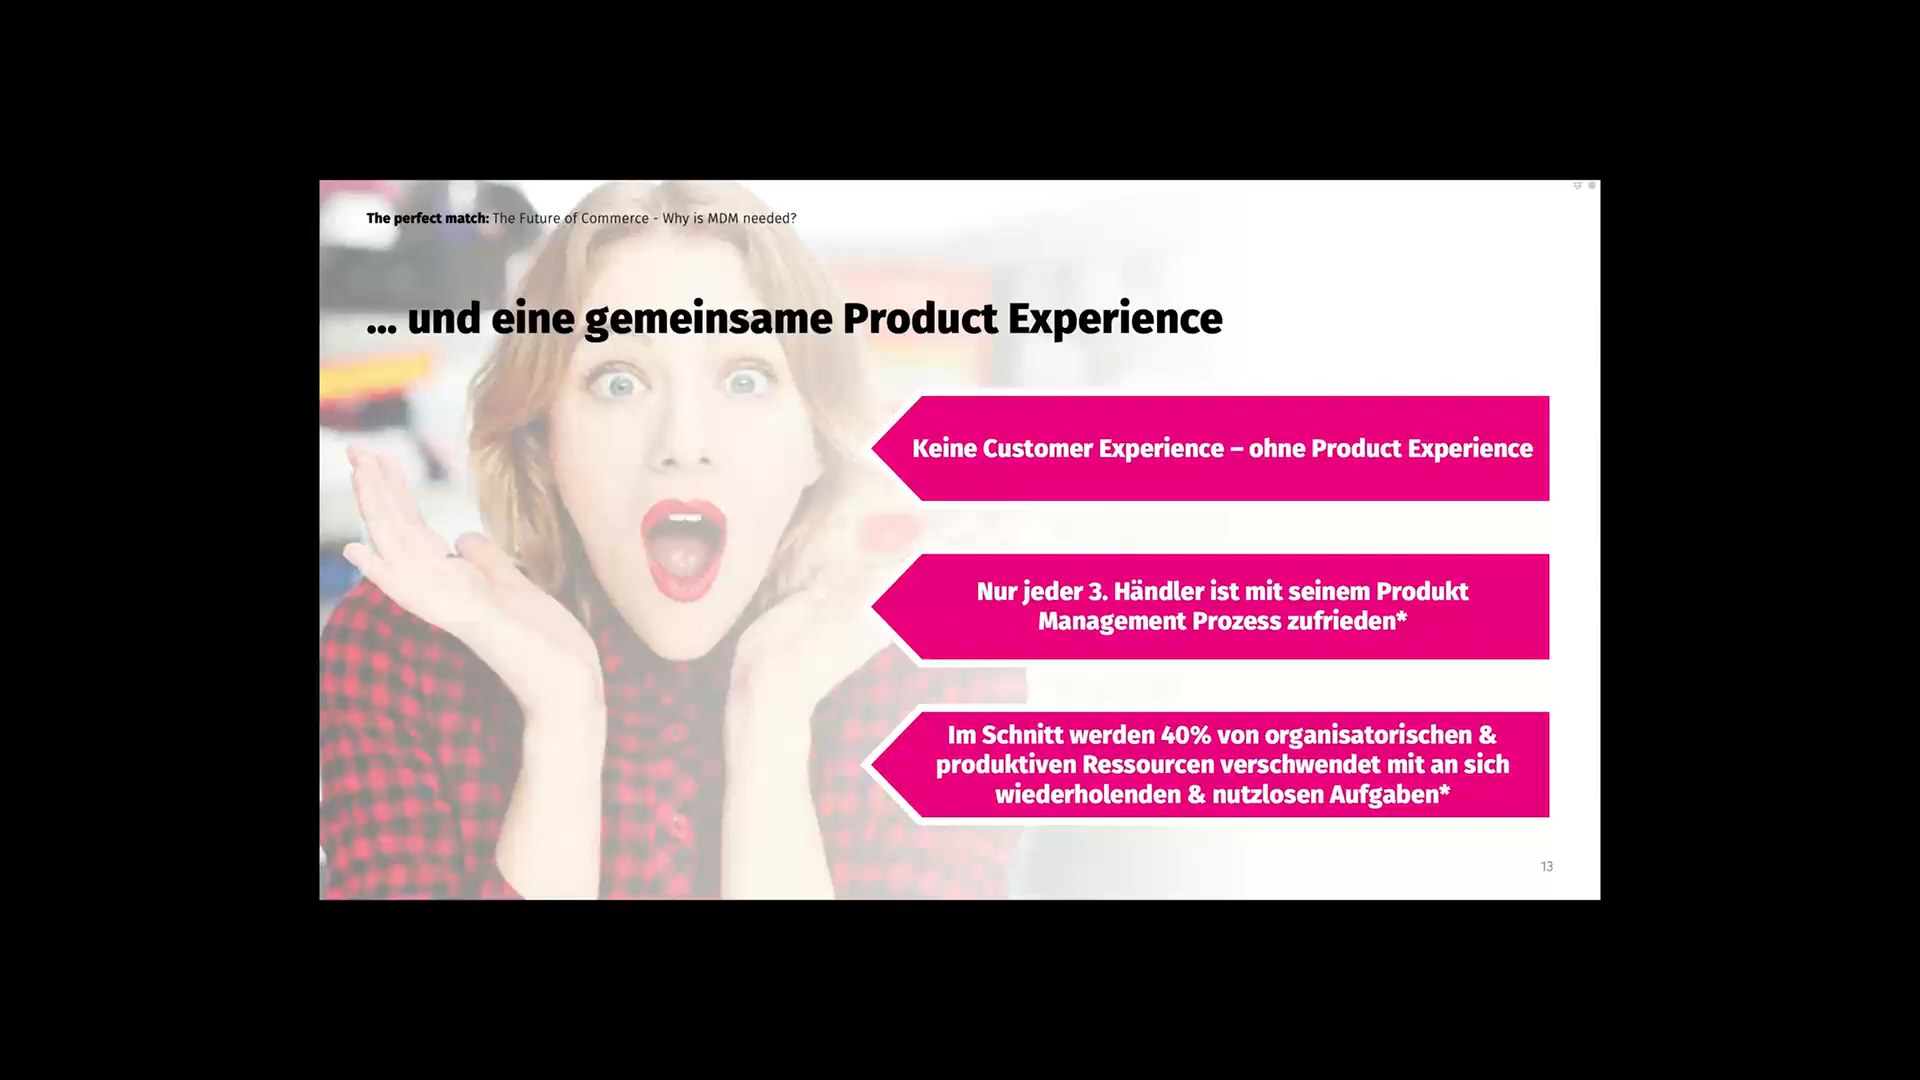 The perfect match: The Future of Commerce - Why is MDM needed?
... und eine gemeinsame Product Experience
Keine Customer Experience – ohne Product Experience
Nur jeder 3. Händler ist mit seinem Produkt
Management Prozess zufrieden*
Im Schnitt werden 40% von organisatorischen &
produktiven Ressourcen verschwendet mit an sich
wiederholenden & nutzlosen Aufgaben*
13